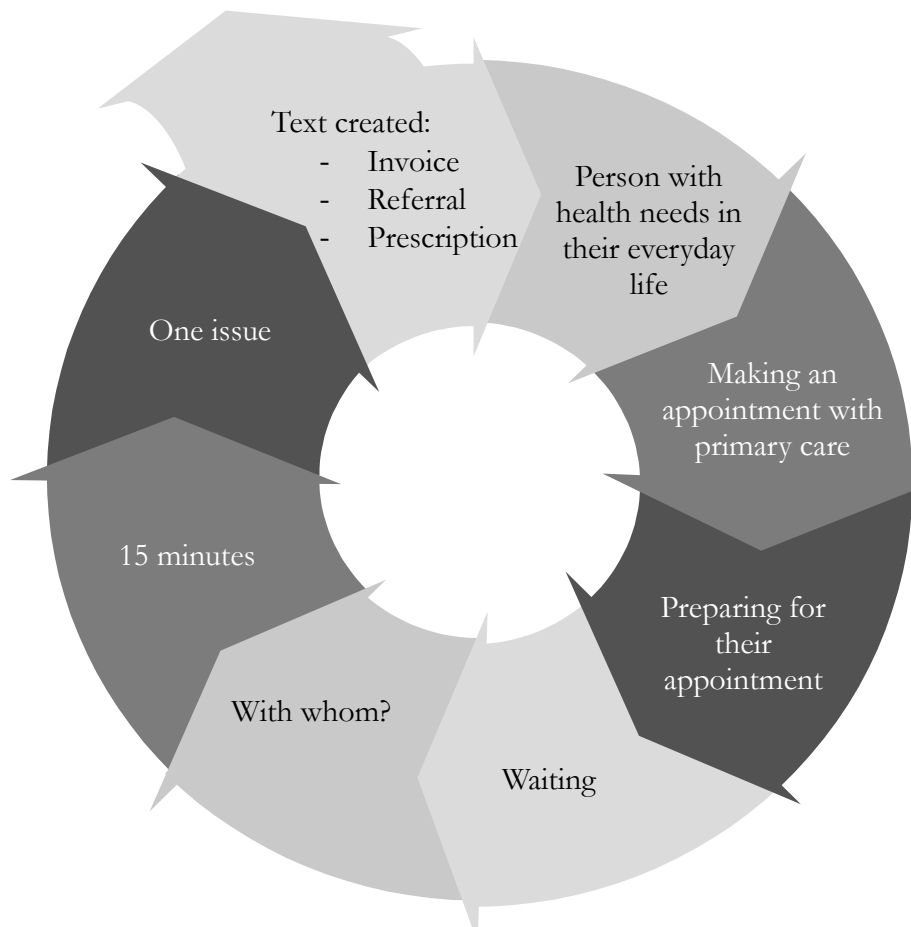 Text created:
- Invoice
- Referral
- Prescription
Person with
health needs in
their everyday
life
Making an
appointment with
primary care
Preparing for
their
appointment
Waiting
With whom?
15 minutes
One issue